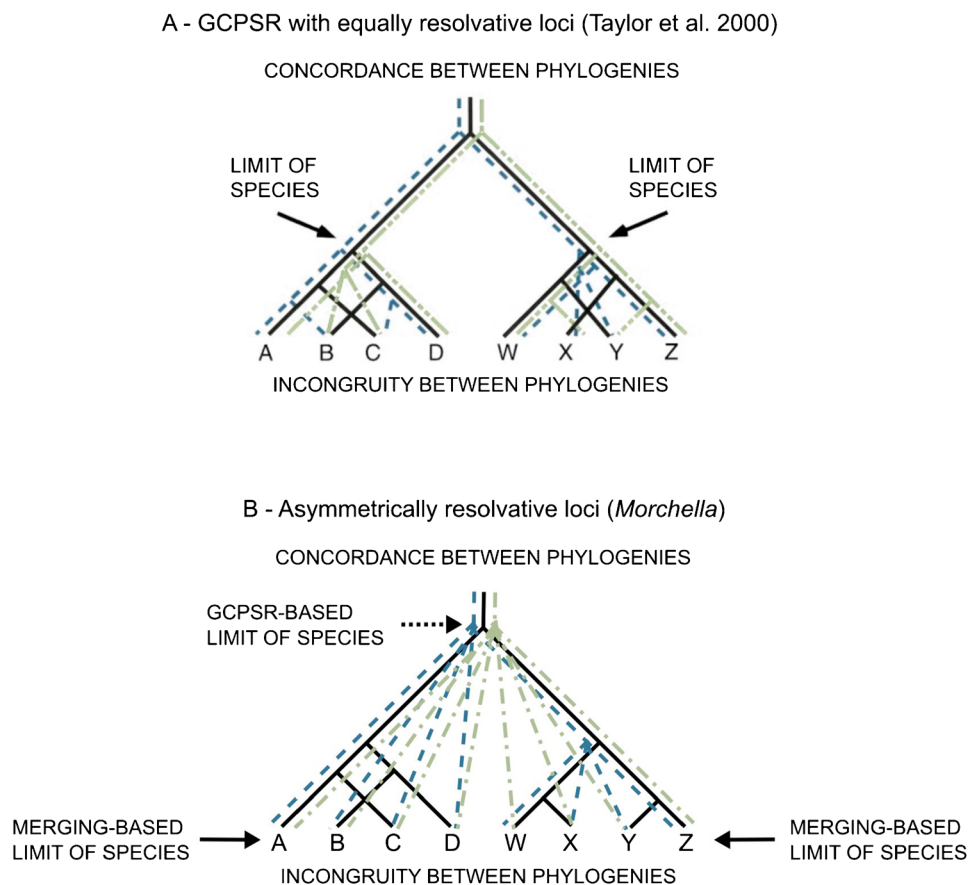 A - GCPSR with equally resolvative loci (Taylor et al. 2000)
CONCORDANCE BETWEEN PHYLOGENIES
LIMIT OF
SPECIES
LIMIT OF
SPECIES
A B C D W X Y Z
INCONGRUITY BETWEEN PHYLOGENIES
B - Asymmetrically resolvative loci (Morchella)
CONCORDANCE BETWEEN PHYLOGENIES
GCPSR-BASED
LIMIT OF SPECIES
MERGING-BASED
LIMIT OF SPECIES
A B C D W X Y Z
MERGING-BASED
LIMIT OF SPECIES
INCONGRUITY BETWEEN PHYLOGENIES